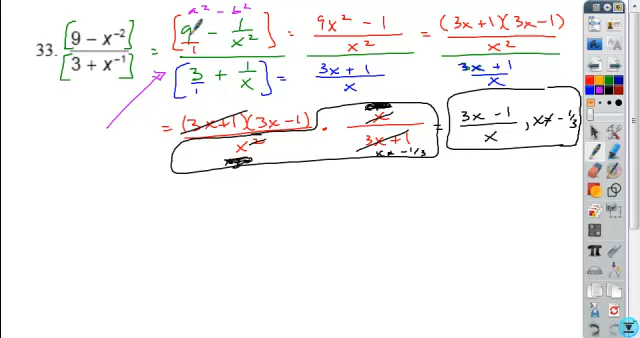 a² - b²
33. [9 - x⁻²] / [3 + x⁻¹] = [9/1 - 1/x²] / [3/1 + 1/x] = (9x² - 1)/x² / (3x + 1)/x = (3x+1)(3x-1)/x² / (3x+1)/x
= (3x+1)(3x-1)/x² · x/(3x+1) = (3x-1)/x , x≠ -1/3
x≠ -1/3